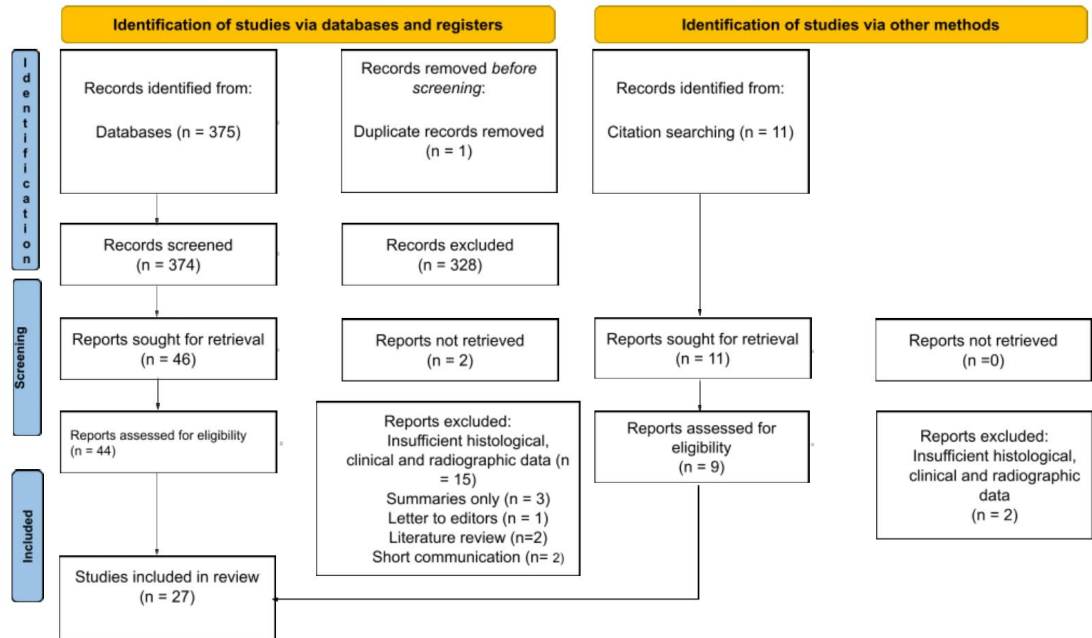 Identification of studies via databases and registers
Identification of studies via other methods
Identification
Records identified from:
Databases (n = 375)
Records removed before
screening:
Duplicate records removed
(n = 1)
Records identified from:
Citation searching (n = 11)
Records screened
(n = 374)
Records excluded
(n = 328)
Screening
Reports sought for retrieval
(n = 46)
Reports not retrieved
(n = 2)
Reports sought for retrieval
(n = 11)
Reports not retrieved
(n =0)
Reports assessed for eligibility
(n = 44)
Reports excluded:
Insufficient histological,
clinical and radiographic data (n
= 15)
Summaries only (n = 3)
Letter to editors (n = 1)
Literature review (n=2)
Short communication (n= 2)
Reports assessed for
eligibility
(n = 9)
Reports excluded:
Insufficient histological,
clinical and radiographic
data
(n = 2)
Included
Studies included in review
(n = 27)